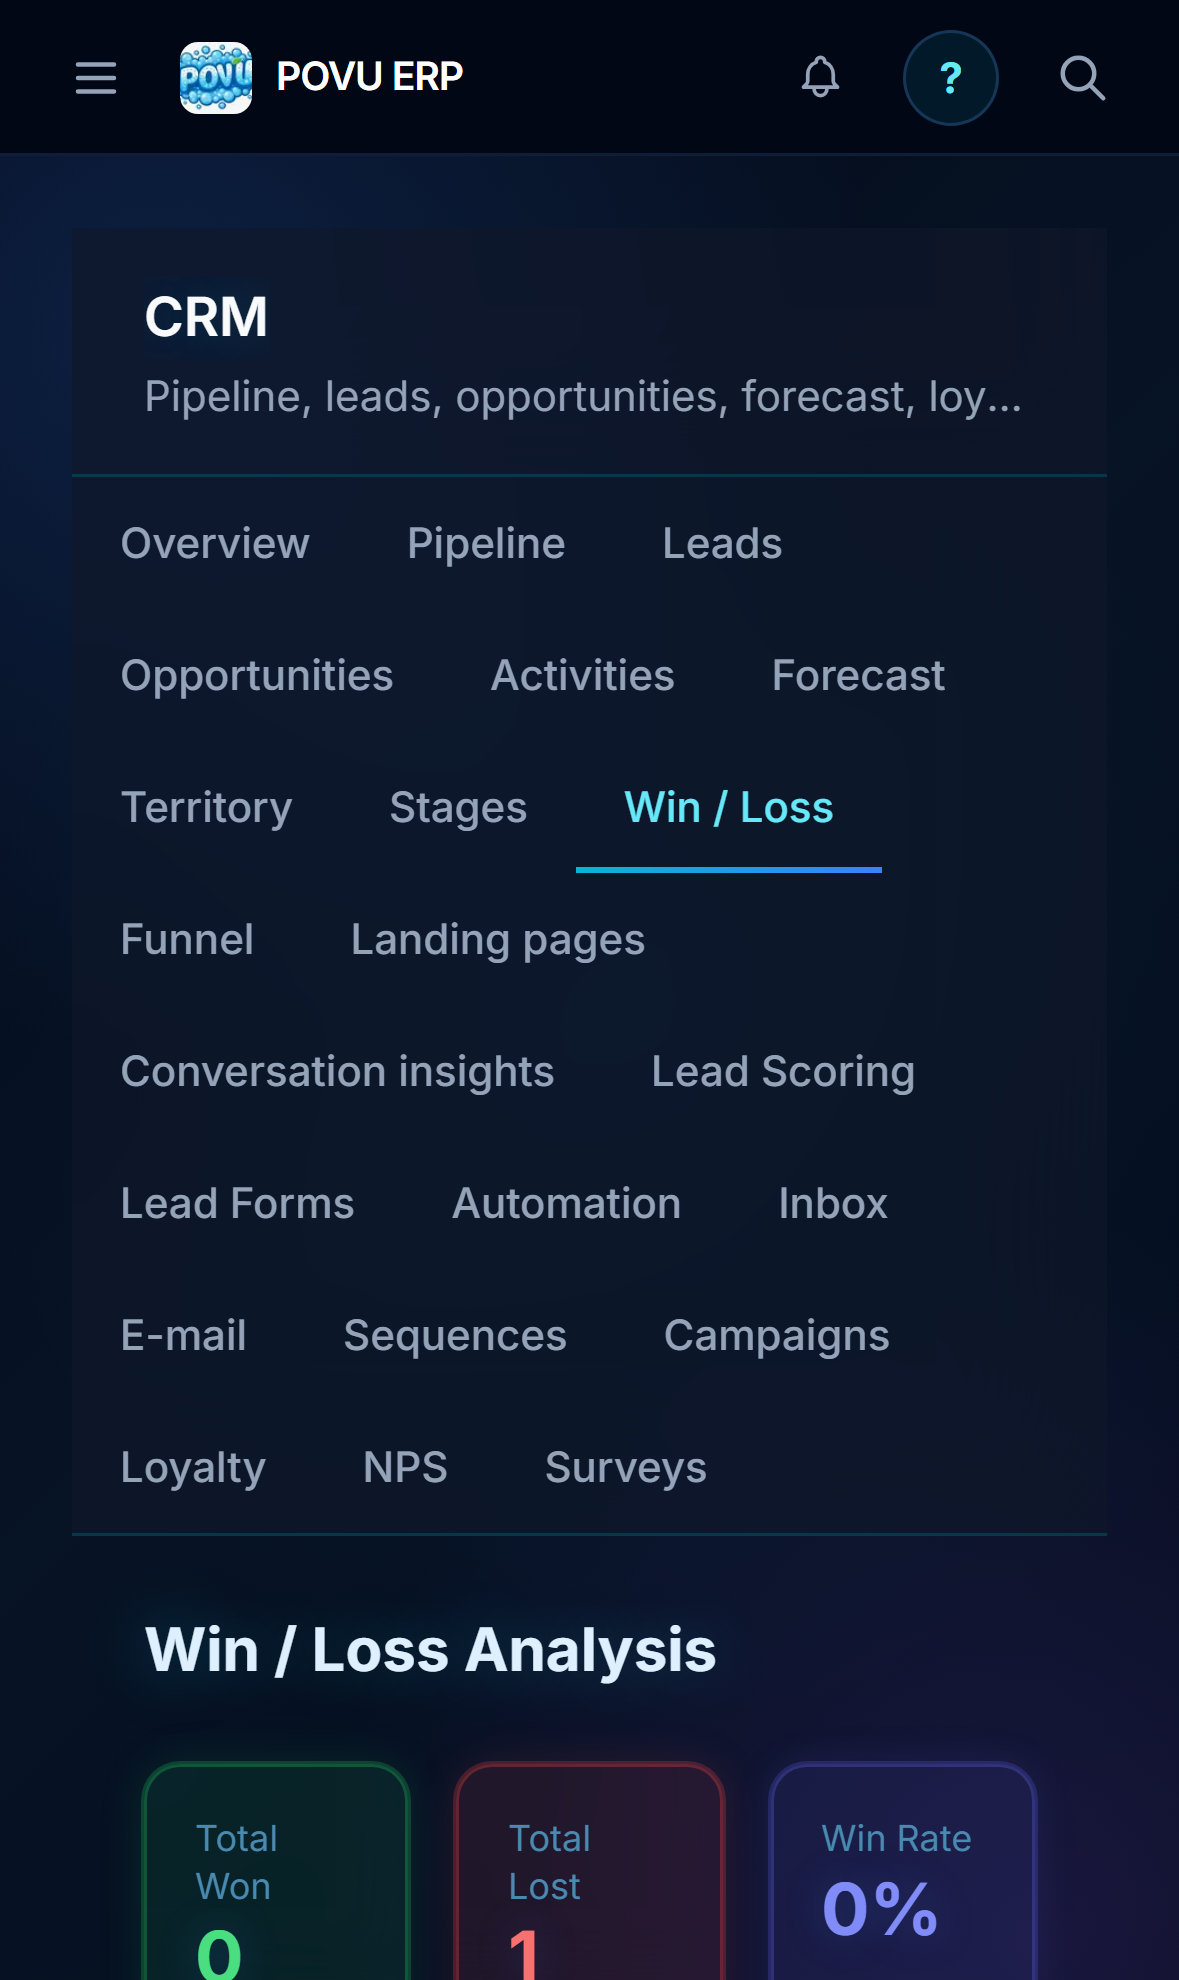 POVU POVU ERP ?
CRM
Pipeline, leads, opportunities, forecast, loy...
Overview Pipeline Leads
Opportunities Activities Forecast
Territory Stages Win / Loss
Funnel Landing pages
Conversation insights Lead Scoring
Lead Forms Automation Inbox
E-mail Sequences Campaigns
Loyalty NPS Surveys
Win / Loss Analysis
Total Won
0
Total Lost
1
Win Rate
0%